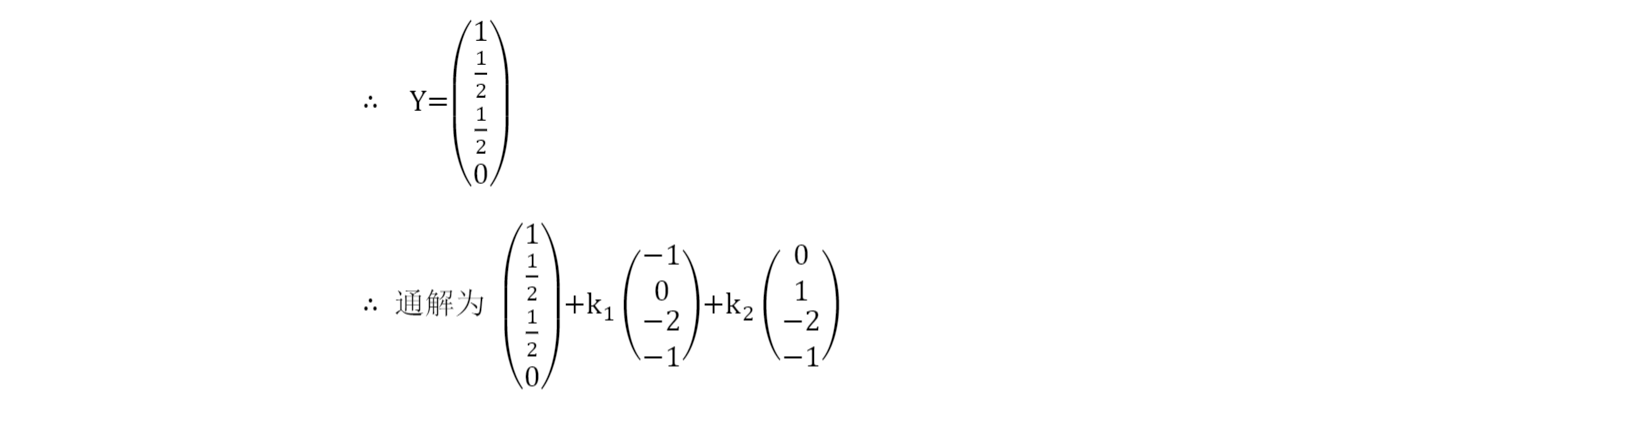 ∴ Y=(1 1/2 1/2 0)
∴ 通解为 (1 1/2 1/2 0)+k₁(−1 0 −2 −1)+k₂(0 1 −2 −1)